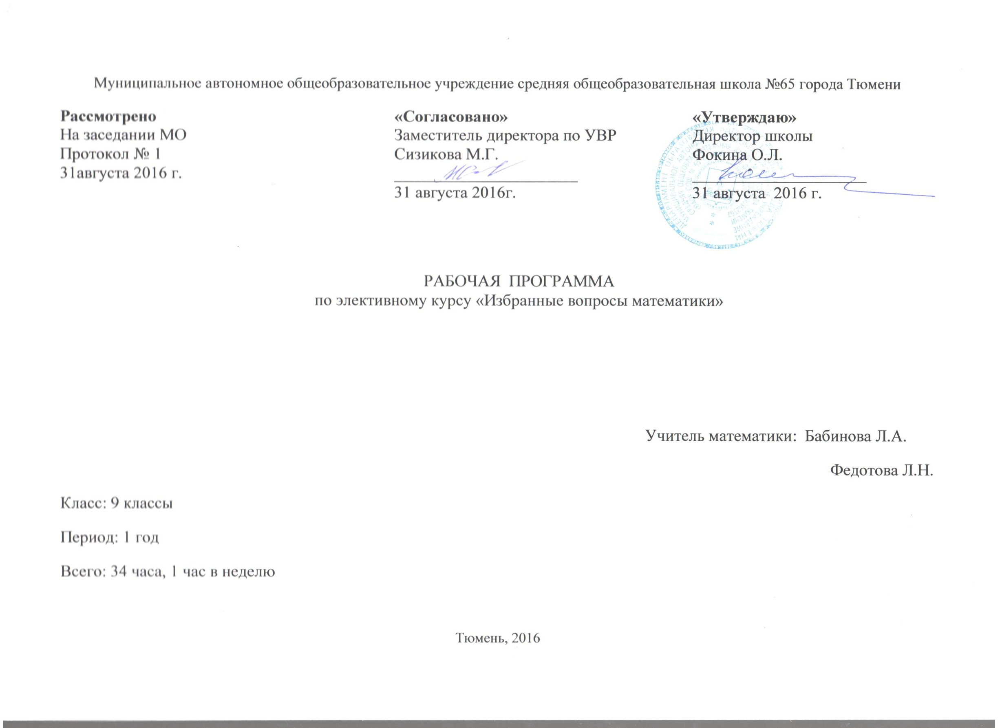 Муниципальное автономное общеобразовательное учреждение средняя общеобразовательная школа №65 города Тюмени
Рассмотрено
На заседании МО
Протокол № 1
31августа 2016 г.
«Согласовано»
Заместитель директора по УВР
Сизикова М.Г.
31 августа 2016г.
«Утверждаю»
Директор школы
Фокина О.Л.
31 августа 2016 г.
РАБОЧАЯ ПРОГРАММА
по элективному курсу «Избранные вопросы математики»
Учитель математики: Бабинова Л.А.
Федотова Л.Н.
Класс: 9 классы
Период: 1 год
Всего: 34 часа, 1 час в неделю
Тюмень, 2016